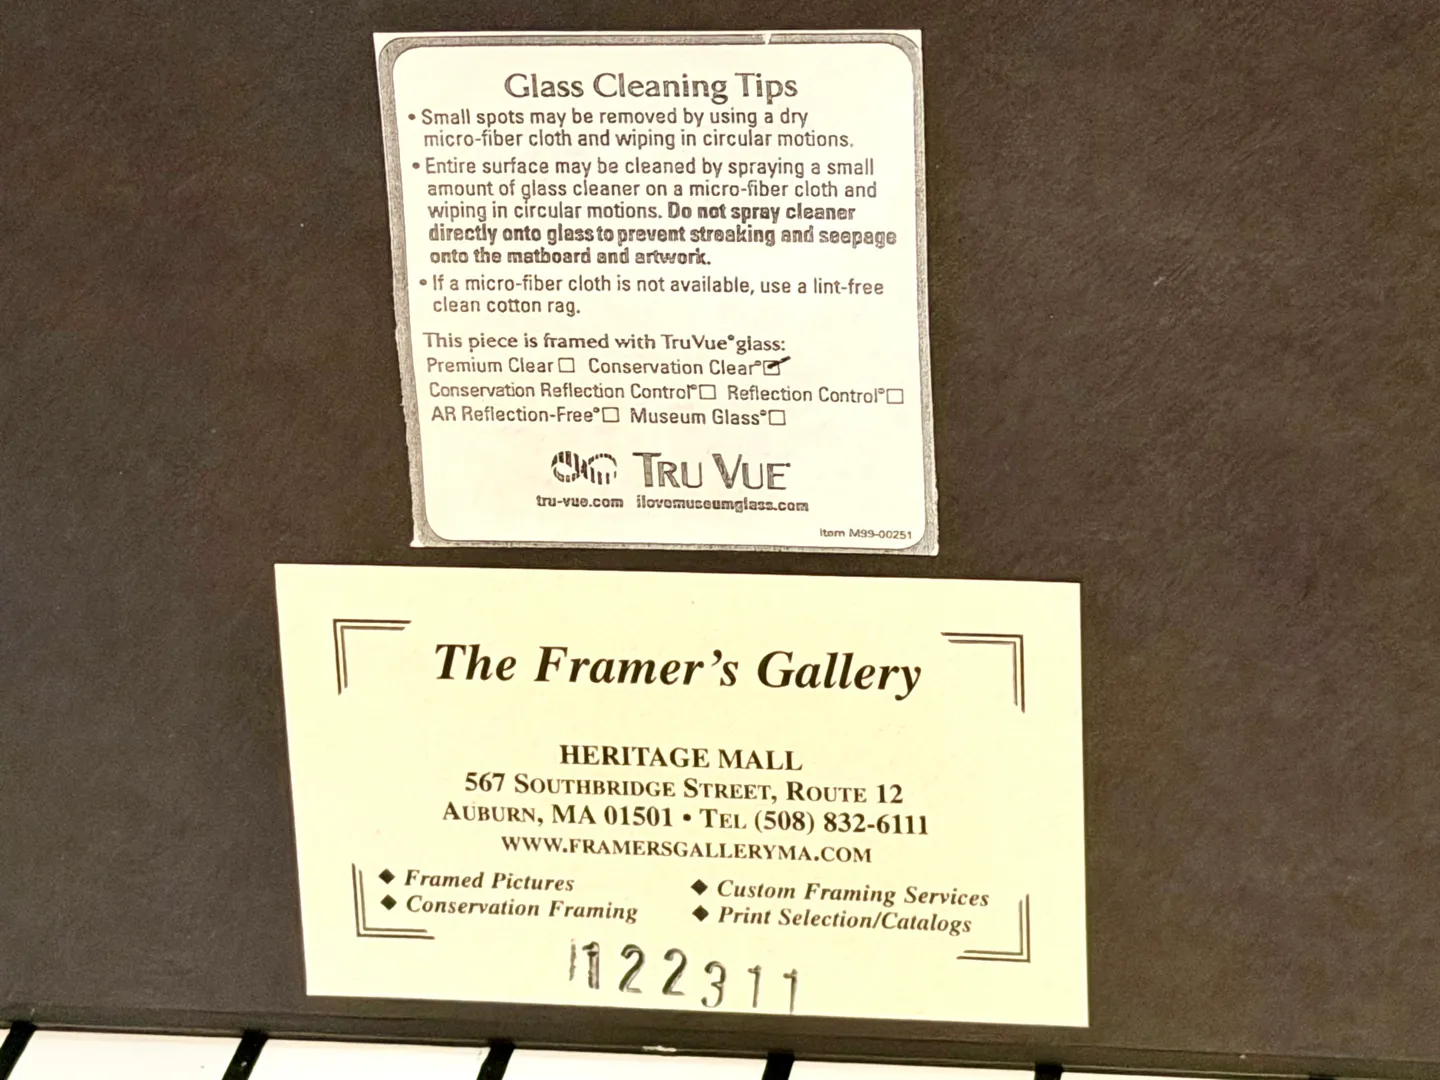 Glass Cleaning Tips
• Small spots may be removed by using a dry
micro-fiber cloth and wiping in circular motions.
• Entire surface may be cleaned by spraying a small
amount of glass cleaner on a micro-fiber cloth and
wiping in circular motions. Do not spray cleaner
directly onto glass to prevent streaking and seepage
onto the matboard and artwork.
• If a micro-fiber cloth is not available, use a lint-free
clean cotton rag.
This piece is framed with Tru Vue® glass:
Premium Clear ☐ Conservation Clear® ☑
Conservation Reflection Control® ☐ Reflection Control® ☐
AR Reflection-Free® ☐ Museum Glass® ☐
TRU VUE
tru-vue.com ilovemuseumglass.com
Item M99-00251
The Framer's Gallery
HERITAGE MALL
567 SOUTHBRIDGE STREET, ROUTE 12
AUBURN, MA 01501 • TEL (508) 832-6111
WWW.FRAMERSGALLERYMA.COM
◆ Framed Pictures ◆ Custom Framing Services
◆ Conservation Framing ◆ Print Selection/Catalogs
122311